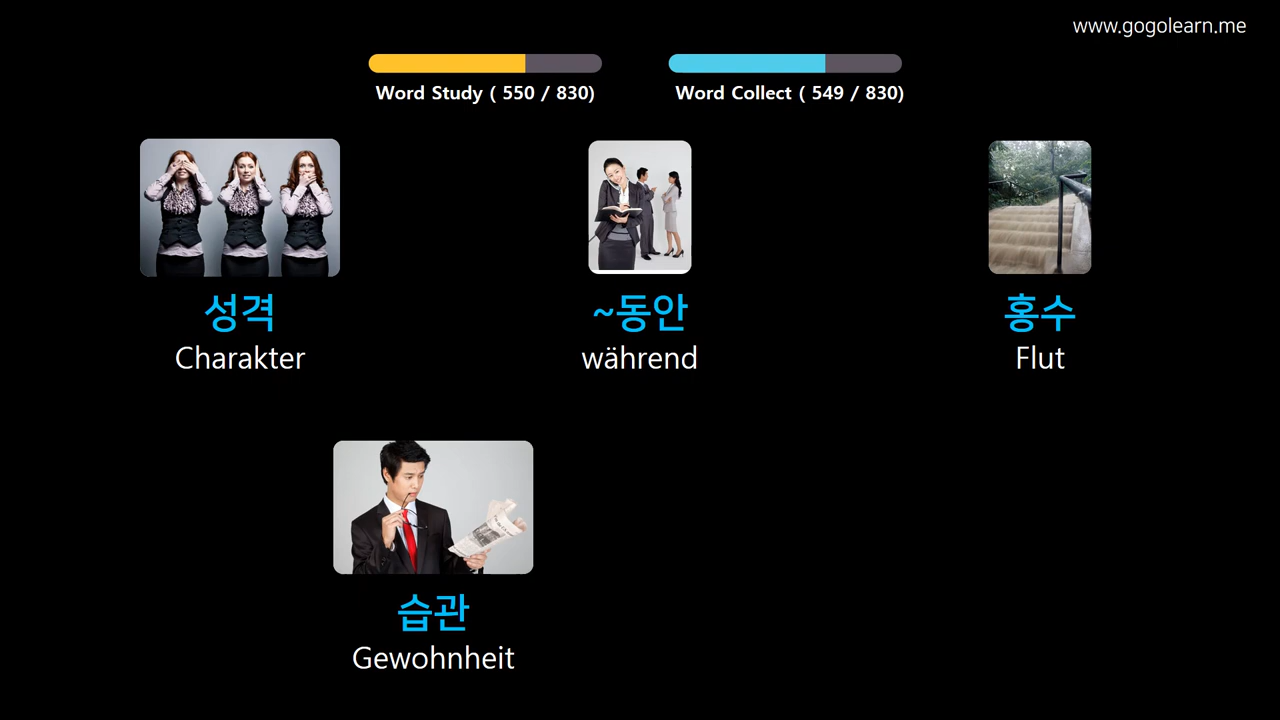 www.gogolearn.me
Word Study ( 550 / 830)
Word Collect ( 549 / 830)
성격
Charakter
~동안
während
홍수
Flut
습관
Gewohnheit